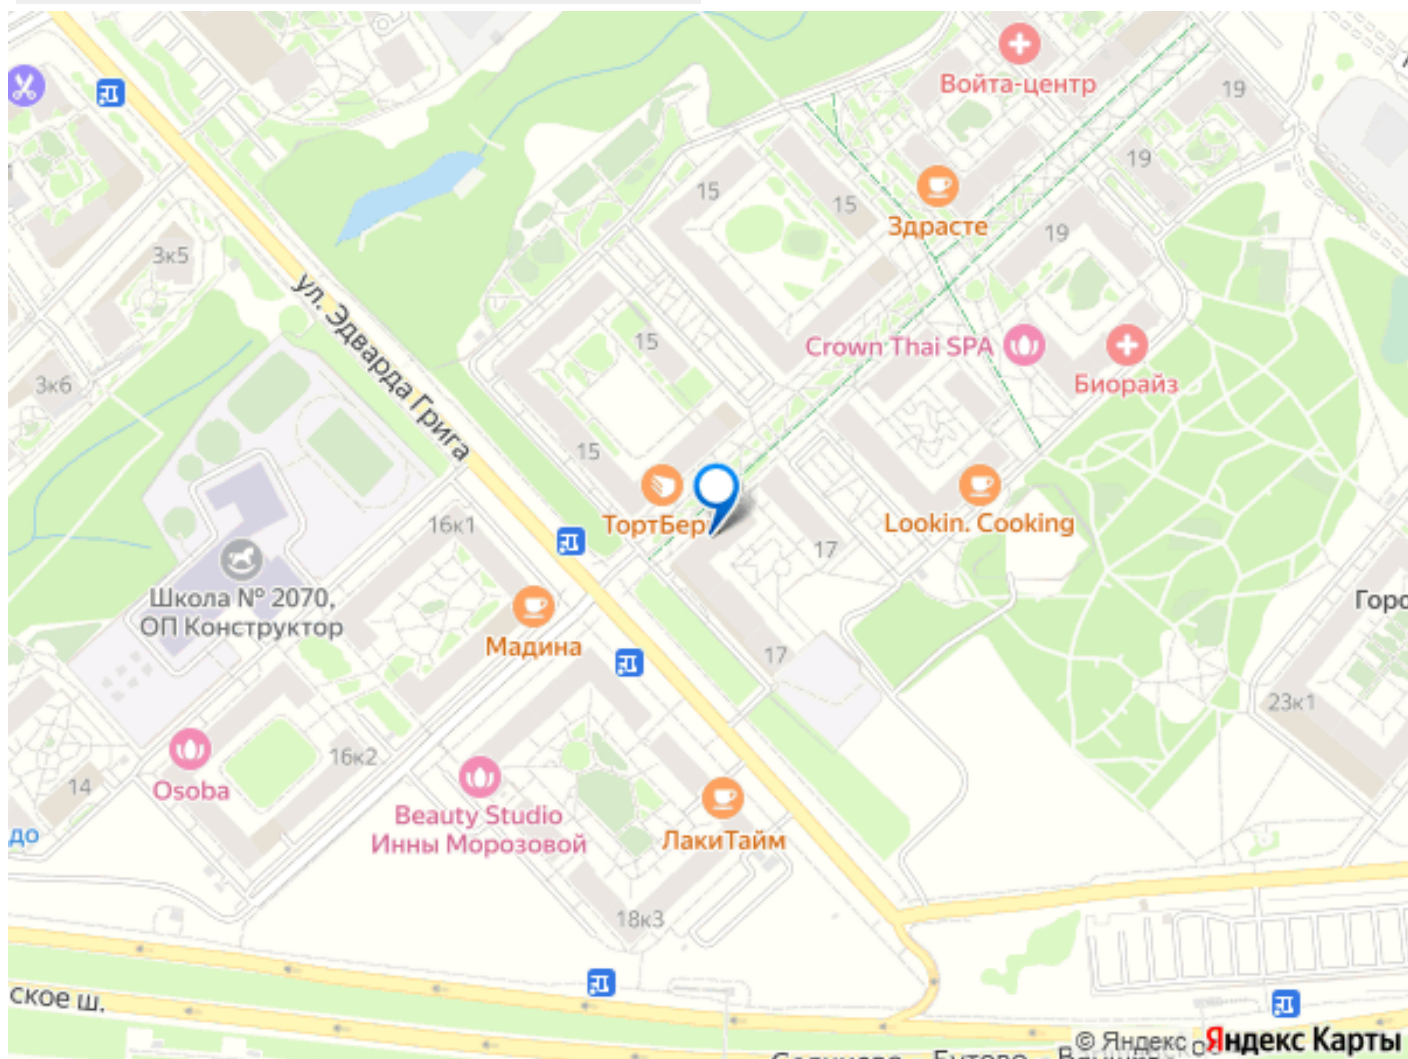 Войта-центр
19
19
15
15
Здрасте
19
3к5
ул. Эдварда Грига
15
Crown Thai SPA
Биорайз
3к6
15
ТортБер
16к1
Lookin. Cooking
17
Школа № 2070,
ОП Конструктор
Горо
Мадина
17
23к1
16к2
14
Osoba
Beauty Studio
Инны Морозовой
до
ЛакиТайм
18к3
ское ш.
© Яндекс
Яндекс Карты